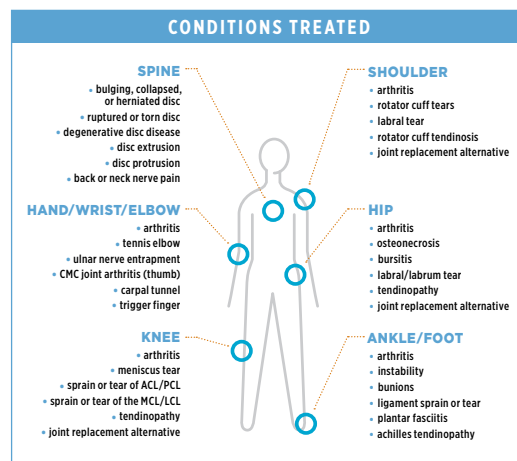 CONDITIONS TREATED
SPINE
• bulging, collapsed,
or herniated disc
• ruptured or torn disc
• degenerative disc disease
• disc extrusion
• disc protrusion
• back or neck nerve pain
SHOULDER
• arthritis
• rotator cuff tears
• labral tear
• rotator cuff tendinosis
• joint replacement alternative
HAND/WRIST/ELBOW
• arthritis
• tennis elbow
• ulnar nerve entrapment
• CMC joint arthritis (thumb)
• carpal tunnel
• trigger finger
HIP
• arthritis
• osteonecrosis
• bursitis
• labral/labrum tear
• tendinopathy
• joint replacement alternative
KNEE
• arthritis
• meniscus tear
• sprain or tear of ACL/PCL
• sprain or tear of the MCL/LCL
• tendinopathy
• joint replacement alternative
ANKLE/FOOT
• arthritis
• instability
• bunions
• ligament sprain or tear
• plantar fasciitis
• achilles tendinopathy